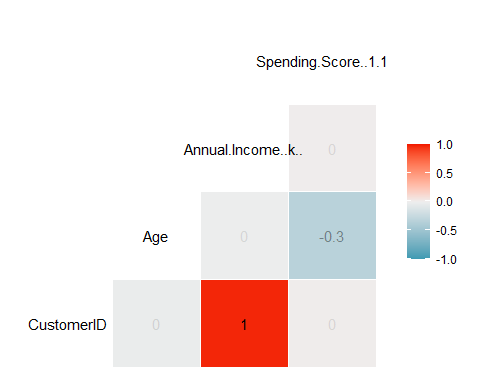 Spending.Score..1.1
Annual.Income..k.. 0
Age 0 -0.3
CustomerID 0 1 0
1.0
0.5
0.0
-0.5
-1.0